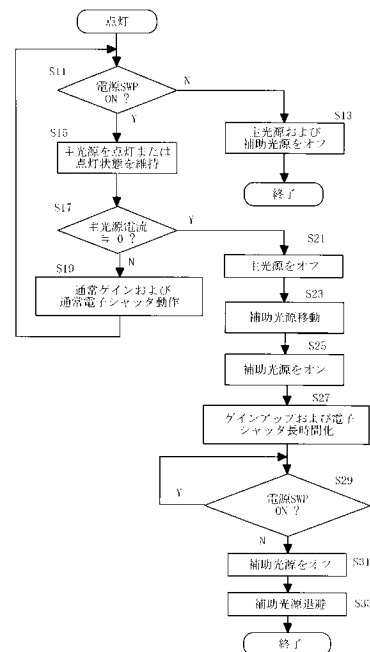 点灯
S11
電源SWP
ON ?
N
Y
S13
主光源および
補助光源をオフ
終了
S15
主光源を点灯または
点灯状態を維持
S17
主光源電流
≒ 0 ?
Y
N
S19
通常ゲインおよび
通常電子シャッタ動作
S21
主光源をオフ
S23
補助光源移動
S25
補助光源をオン
S27
ゲインアップおよび電子
シャッタ長時間化
S29
電源SWP
ON ?
Y
N
補助光源をオフ
S31
補助光源退避
S33
終了